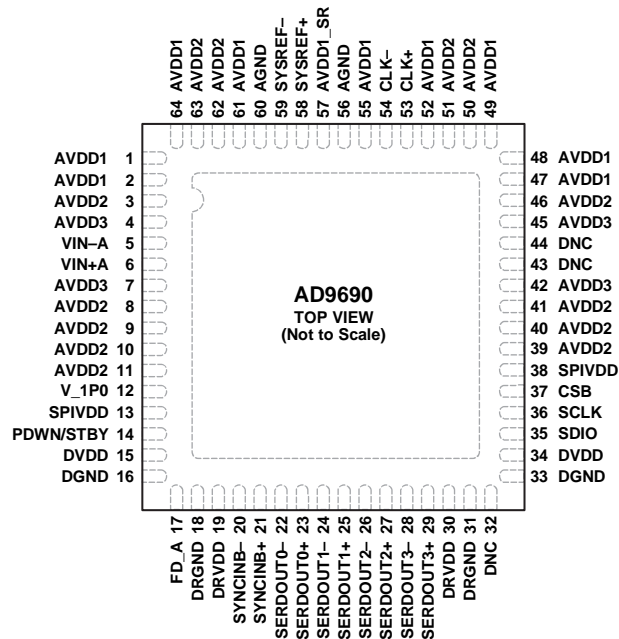 64 AVDD1
63 AVDD2
62 AVDD2
61 AVDD1
60 AGND
59 SYSREF–
58 SYSREF+
57 AVDD1_SR
56 AGND
55 AVDD1
54 CLK–
53 CLK+
52 AVDD1
51 AVDD2
50 AVDD2
49 AVDD1
AVDD1 1
AVDD1 2
AVDD2 3
AVDD3 4
VIN–A 5
VIN+A 6
AVDD3 7
AVDD2 8
AVDD2 9
AVDD2 10
AVDD2 11
V_1P0 12
SPIVDD 13
PDWN/STBY 14
DVDD 15
DGND 16
AD9690
TOP VIEW
(Not to Scale)
48 AVDD1
47 AVDD1
46 AVDD2
45 AVDD3
44 DNC
43 DNC
42 AVDD3
41 AVDD2
40 AVDD2
39 AVDD2
38 SPIVDD
37 CSB
36 SCLK
35 SDIO
34 DVDD
33 DGND
FD_A 17
DRGND 18
DRVDD 19
SYNCINB– 20
SYNCINB+ 21
SERDOUT0– 22
SERDOUT0+ 23
SERDOUT1– 24
SERDOUT1+ 25
SERDOUT2– 26
SERDOUT2+ 27
SERDOUT3– 28
SERDOUT3+ 29
DRVDD 30
DRGND 31
DNC 32